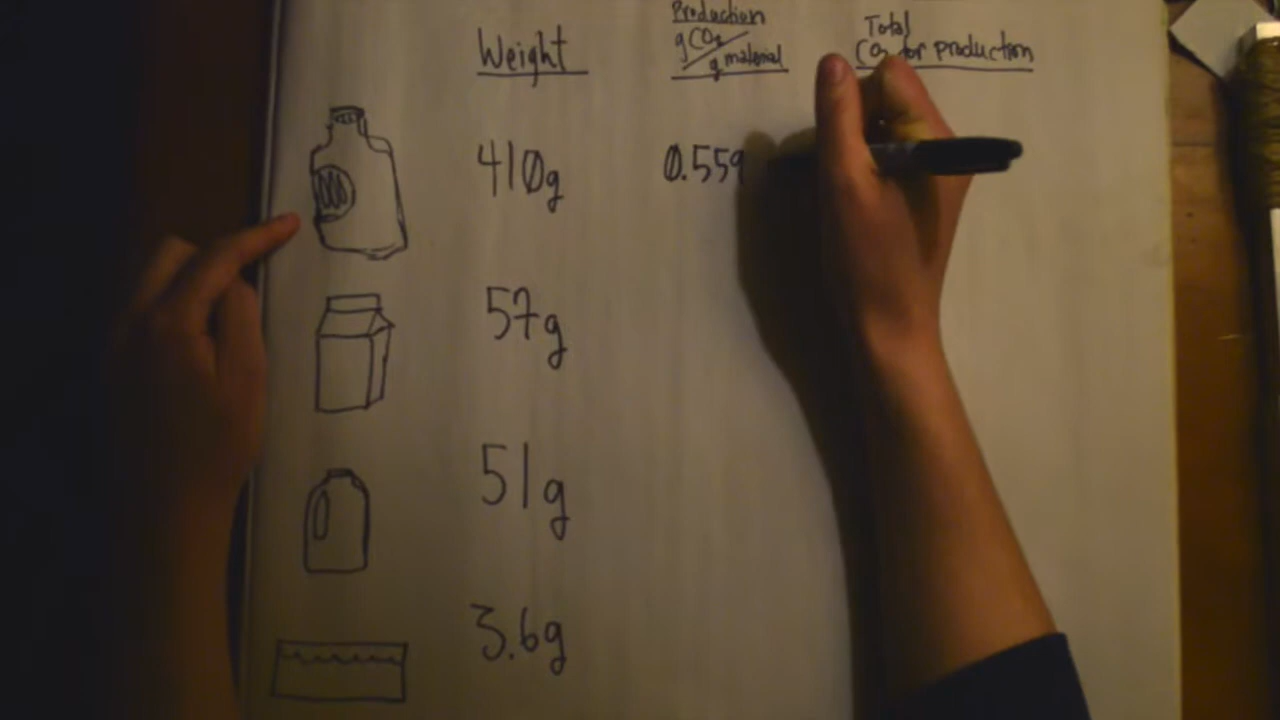 Weight
Production
gCO₂/g material
Total
CO₂ for production
410g
0.559
57g
51g
3.6g